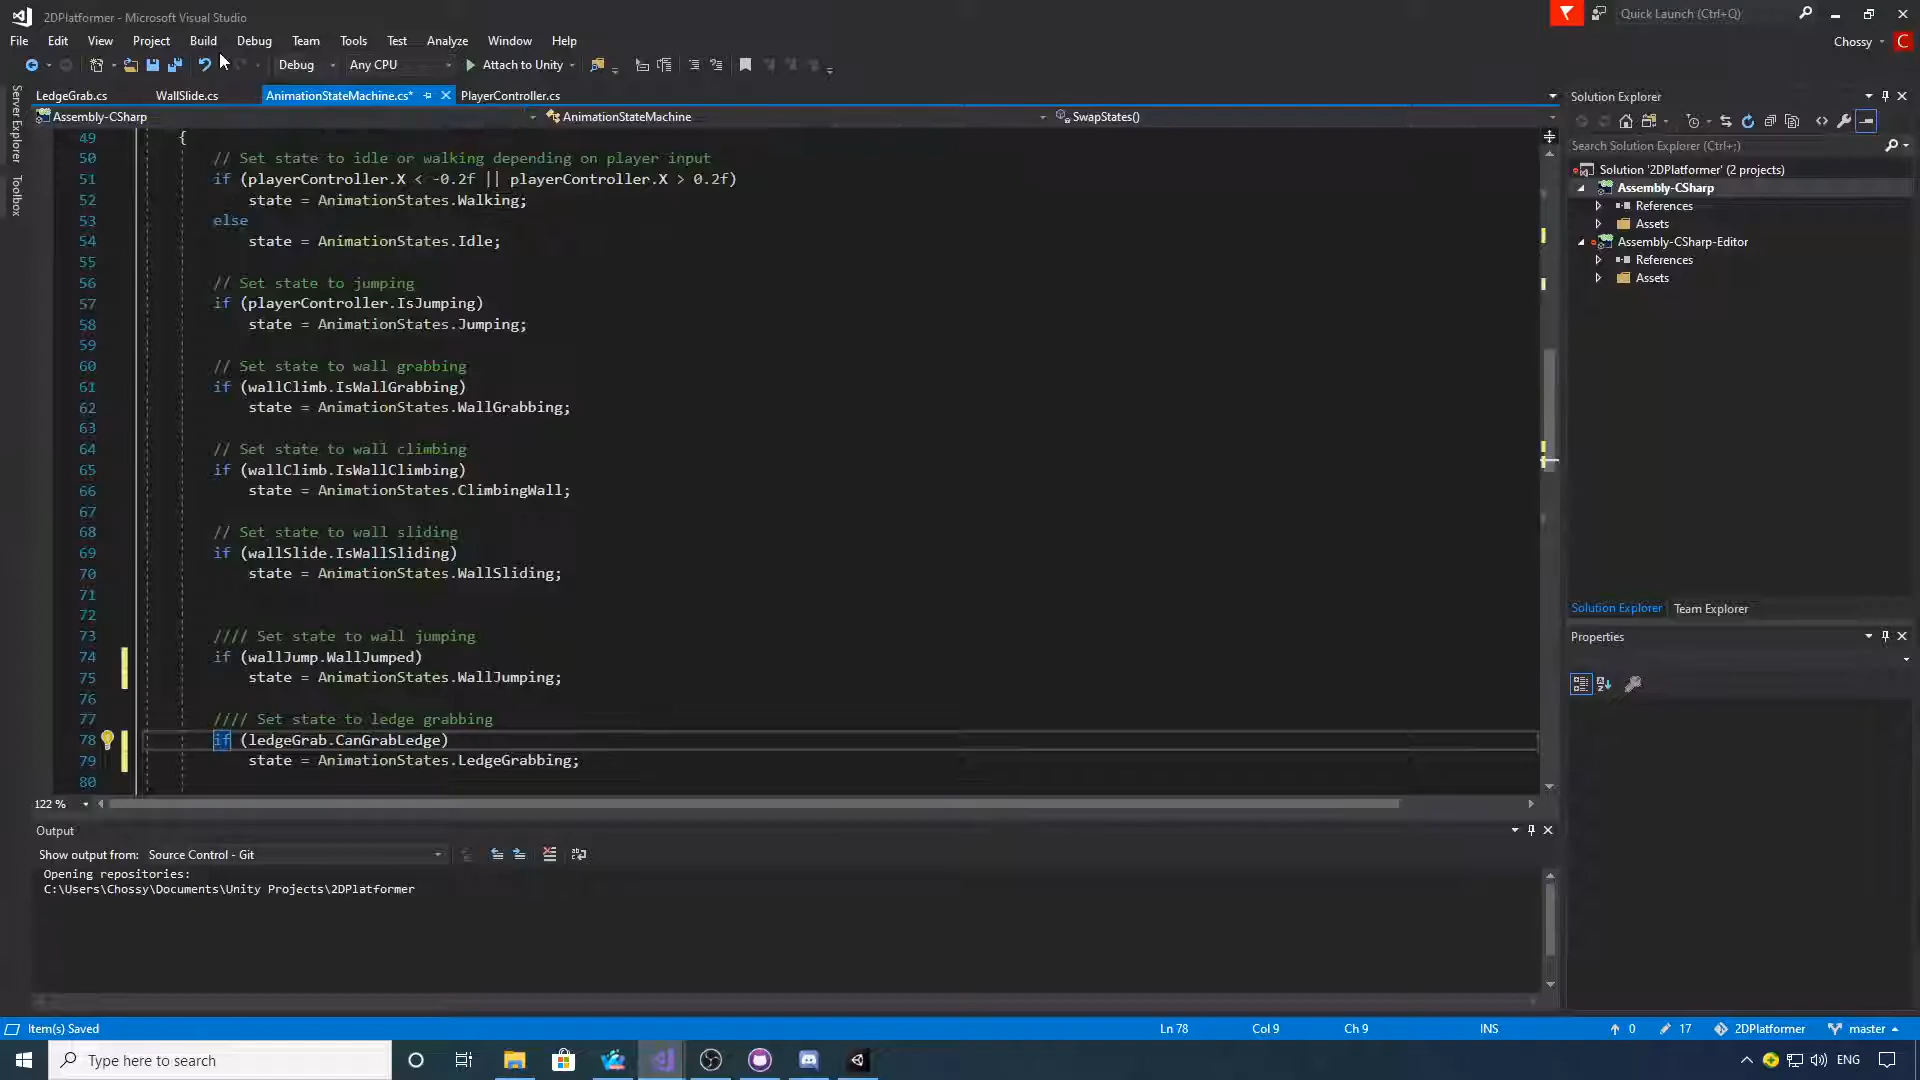 2DPlatformer - Microsoft Visual Studio
Quick Launch (Ctrl+Q)
File Edit View Project Build Debug Team Tools Test Analyze Window Help
Chossy
C
Debug Any CPU Attach to Unity
LedgeGrab.cs WallSlide.cs AnimationStateMachine.cs* PlayerController.cs
Assembly-CSharp AnimationStateMachine SwapStates()
Server Explorer
Toolbox
49 {
50 // Set state to idle or walking depending on player input
51 if (playerController.X < -0.2f || playerController.X > 0.2f)
52 state = AnimationStates.Walking;
53 else
54 state = AnimationStates.Idle;
55
56 // Set state to jumping
57 if (playerController.IsJumping)
58 state = AnimationStates.Jumping;
59
60 // Set state to wall grabbing
61 if (wallClimb.IsWallGrabbing)
62 state = AnimationStates.WallGrabbing;
63
64 // Set state to wall climbing
65 if (wallClimb.IsWallClimbing)
66 state = AnimationStates.ClimbingWall;
67
68 // Set state to wall sliding
69 if (wallSlide.IsWallSliding)
70 state = AnimationStates.WallSliding;
71
72
73 //// Set state to wall jumping
74 if (wallJump.WallJumped)
75 state = AnimationStates.WallJumping;
76
77 //// Set state to ledge grabbing
78 if (ledgeGrab.CanGrabLedge)
79 state = AnimationStates.LedgeGrabbing;
80
122 %
Solution Explorer
Search Solution Explorer (Ctrl+;)
Solution '2DPlatformer' (2 projects)
Assembly-CSharp
References
Assets
Assembly-CSharp-Editor
References
Assets
Solution Explorer Team Explorer
Properties
Output
Show output from: Source Control - Git
Opening repositories:
C:\Users\Chossy\Documents\Unity Projects\2DPlatformer
Item(s) Saved Ln 78 Col 9 Ch 9 INS 0 17 2DPlatformer master
Type here to search
ENG